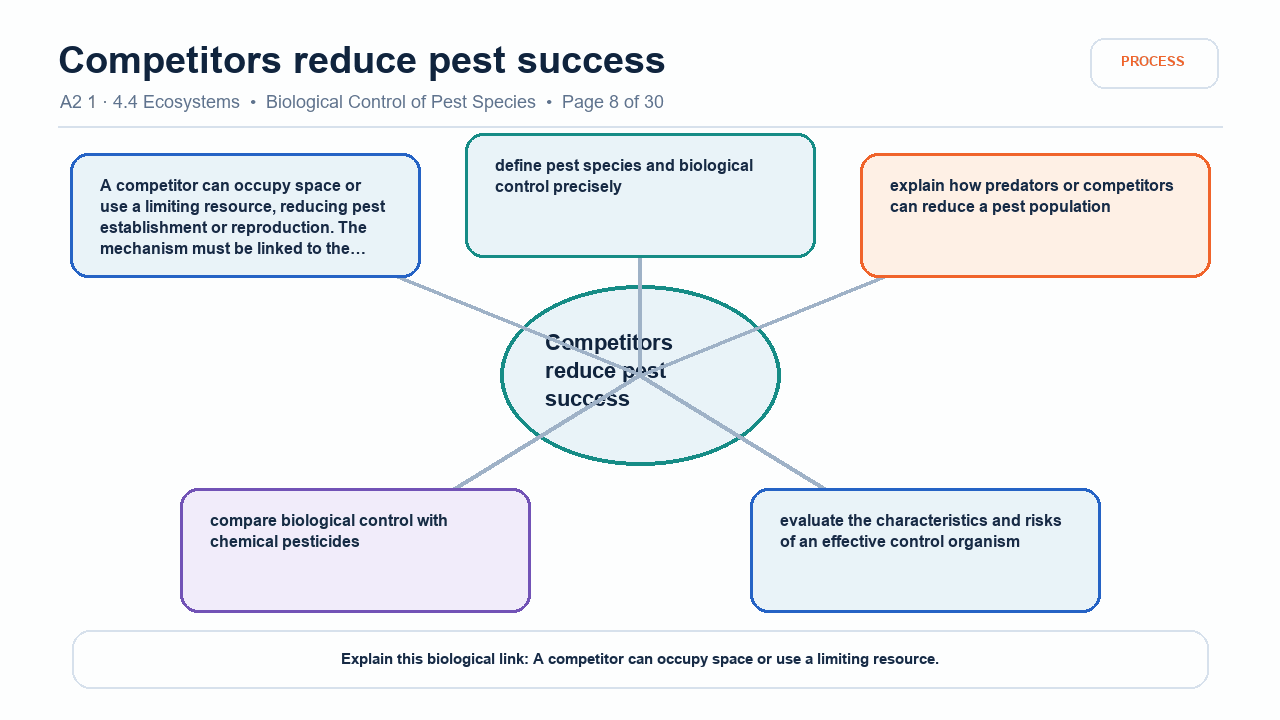 Competitors reduce pest success
PROCESS
A2 1 · 4.4 Ecosystems • Biological Control of Pest Species • Page 8 of 30
A competitor can occupy space or
use a limiting resource, reducing pest
establishment or reproduction. The
mechanism must be linked to the…
define pest species and biological
control precisely
explain how predators or competitors
can reduce a pest population
Competitors
reduce pest
success
compare biological control with
chemical pesticides
evaluate the characteristics and risks
of an effective control organism
Explain this biological link: A competitor can occupy space or use a limiting resource.